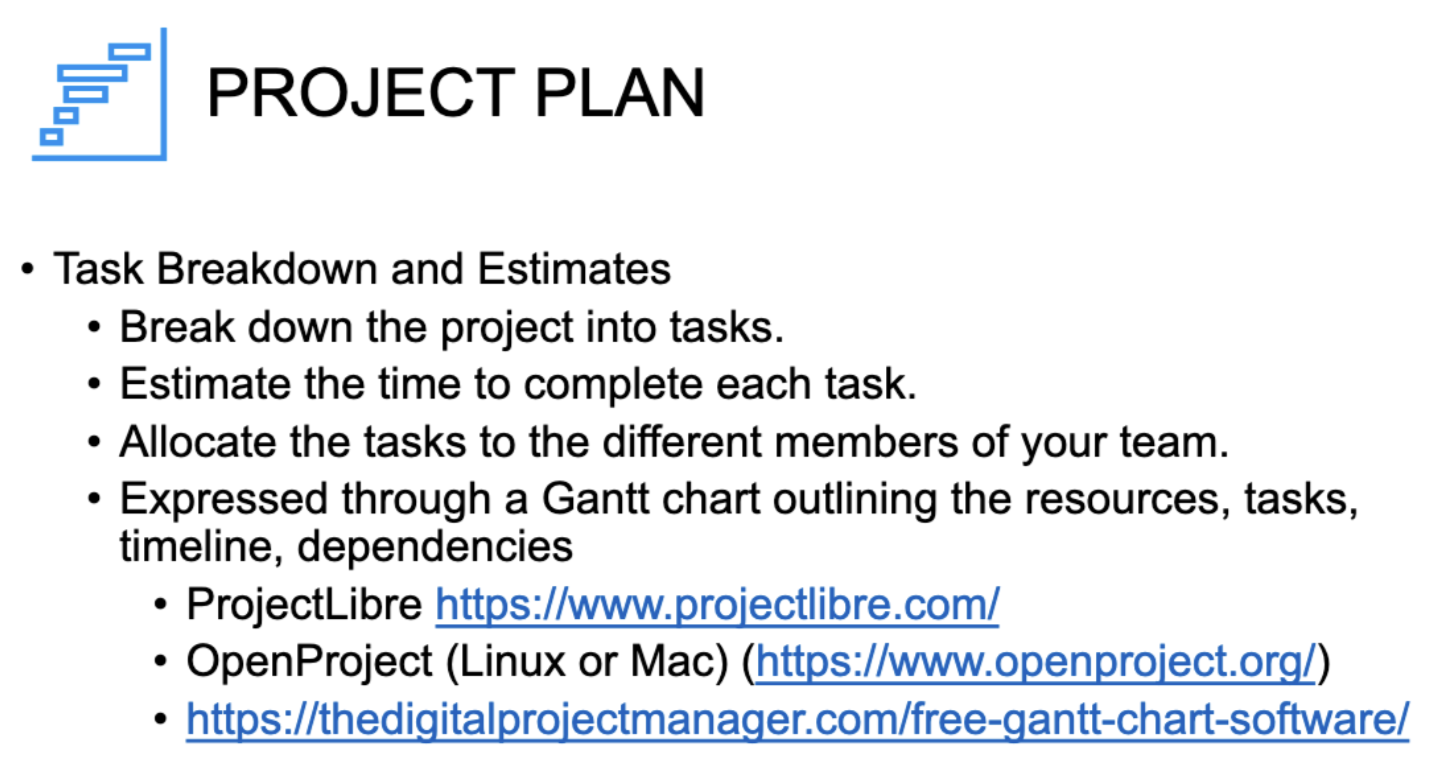 PROJECT PLAN
• Task Breakdown and Estimates
• Break down the project into tasks.
• Estimate the time to complete each task.
• Allocate the tasks to the different members of your team.
• Expressed through a Gantt chart outlining the resources, tasks,
timeline, dependencies
• ProjectLibre https://www.projectlibre.com/
• OpenProject (Linux or Mac) (https://www.openproject.org/)
• https://thedigitalprojectmanager.com/free-gantt-chart-software/